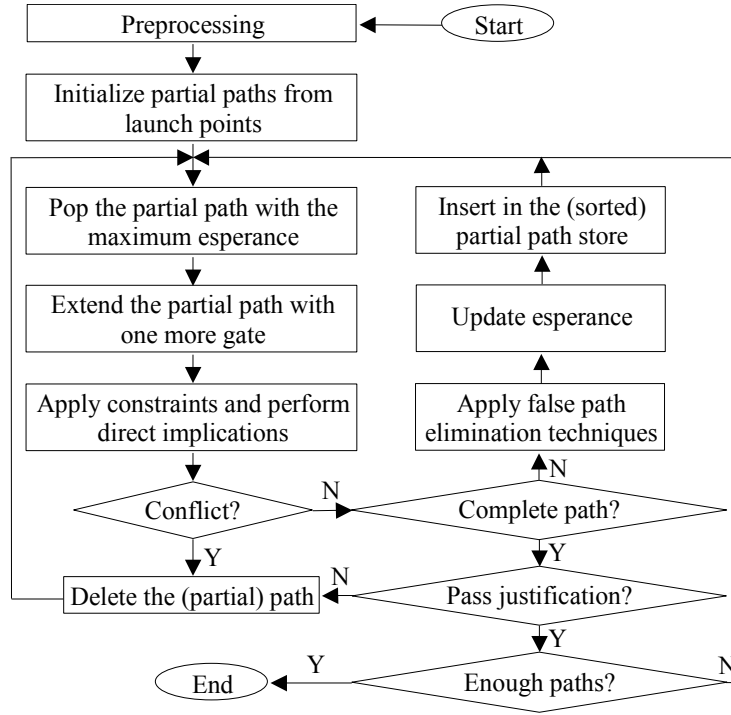 Preprocessing
Start
Initialize partial paths from
launch points
Pop the partial path with the
maximum esperance
Insert in the (sorted)
partial path store
Extend the partial path with
one more gate
Update esperance
Apply constraints and perform
direct implications
Apply false path
elimination techniques
N
Conflict?
N
Complete path?
Y
Y
Delete the (partial) path
N
Pass justification?
Y
End
Y
Enough paths?
N